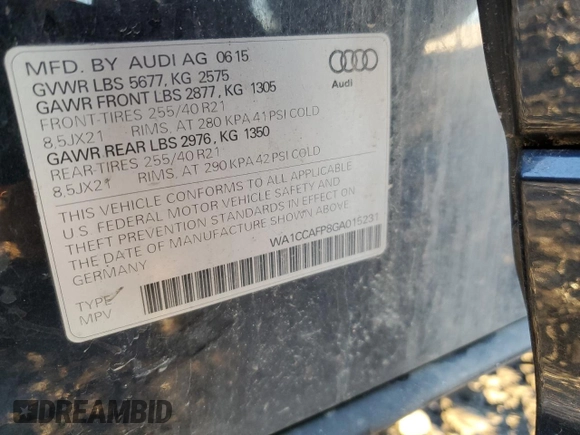 MFD. BY AUDI AG 06 15
GVWR LBS 5677, KG 2575
GAWR FRONT LBS 2877, KG 1305
FRONT-TIRES 255/40 R21
8,5JX21 RIMS. AT 280 KPA 41 PSI COLD
GAWR REAR LBS 2976, KG 1350
REAR-TIRES 255/40 R21
8,5JX21 RIMS. AT 290 KPA 42 PSI COLD
THIS VEHICLE CONFORMS TO ALL APPLICABLE
U.S. FEDERAL MOTOR VEHICLE SAFETY AND
THEFT PREVENTION STANDARDS IN EFFECT ON
THE DATE OF MANUFACTURE SHOWN ABOVE.
GERMANY
WA1CCAFP8GA015231
TYPE
MPV
Audi
DREAMBID